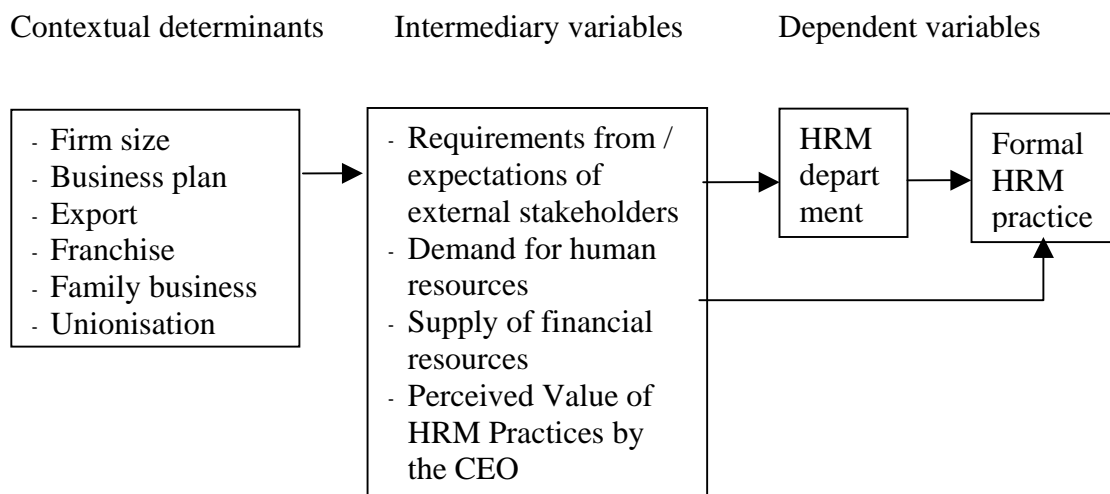 Contextual determinants
Intermediary variables
Dependent variables
- Firm size
- Business plan
- Export
- Franchise
- Family business
- Unionisation
- Requirements from /
expectations of
external stakeholders
- Demand for human
resources
- Supply of financial
resources
- Perceived Value of
HRM Practices by
the CEO
HRM
depart
ment
Formal
HRM
practice